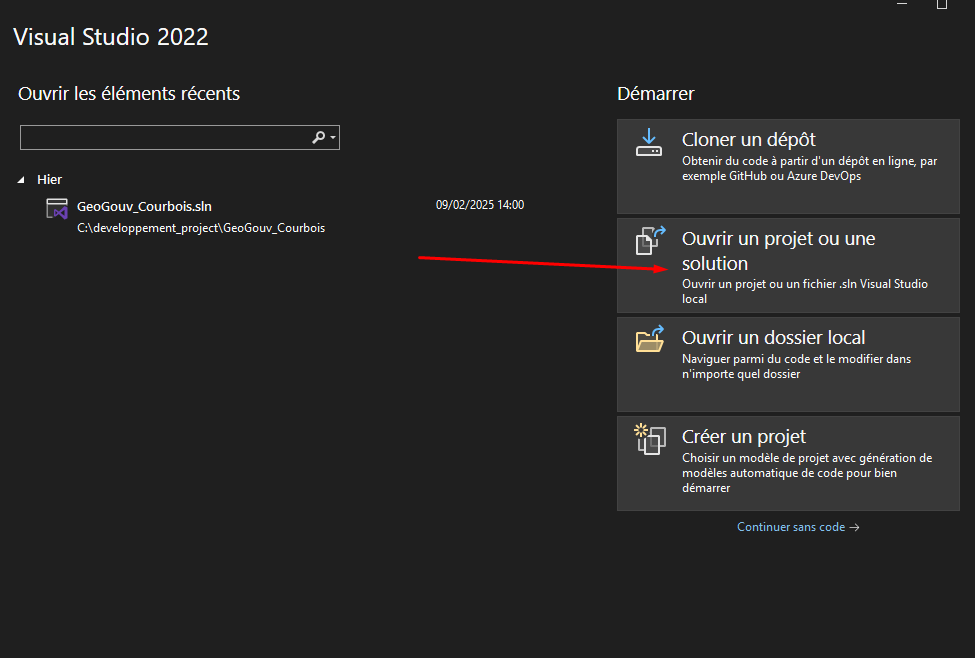 Visual Studio 2022
Ouvrir les éléments récents
Hier
GeoGouv_Courbois.sln
09/02/2025 14:00
C:\developpement_project\GeoGouv_Courbois
Démarrer
Cloner un dépôt
Obtenir du code à partir d'un dépôt en ligne, par
exemple GitHub ou Azure DevOps
Ouvrir un projet ou une
solution
Ouvrir un projet ou un fichier .sln Visual Studio
local
Ouvrir un dossier local
Naviguer parmi du code et le modifier dans
n'importe quel dossier
Créer un projet
Choisir un modèle de projet avec génération de
modèles automatique de code pour bien
démarrer
Continuer sans code →